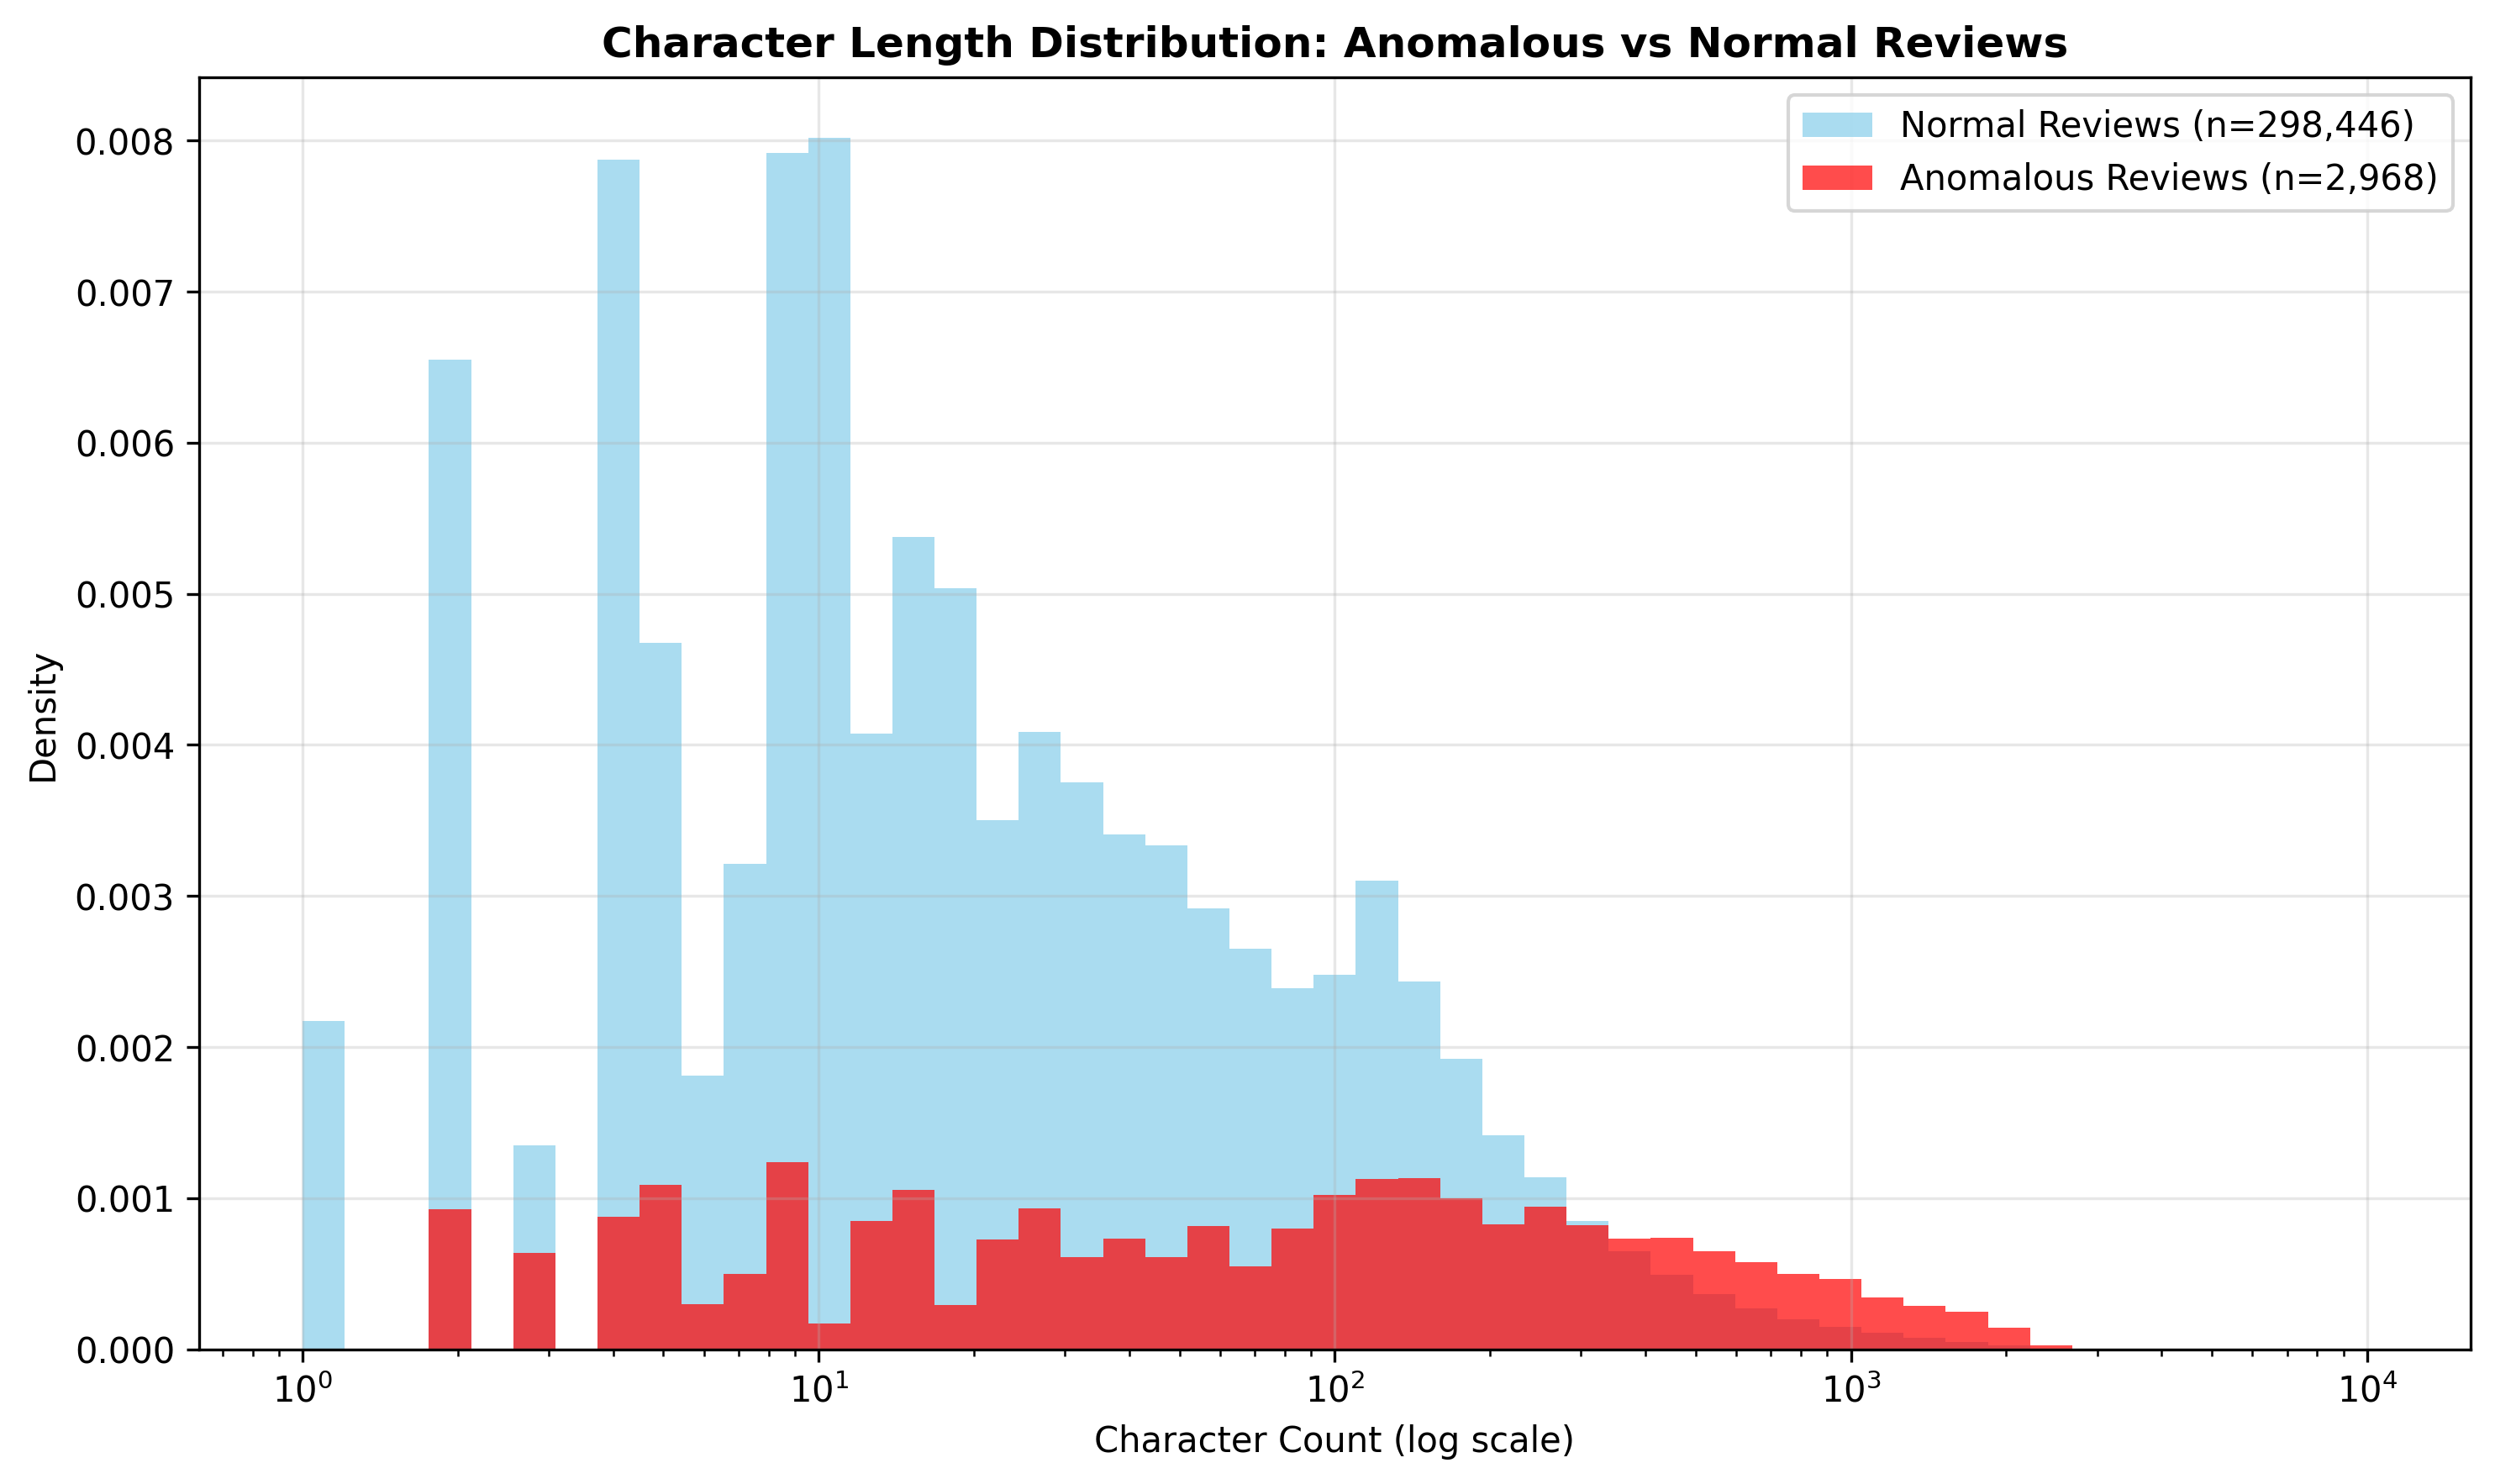 Character Length Distribution: Anomalous vs Normal Reviews
Normal Reviews (n=298,446)
Anomalous Reviews (n=2,968)
Density
0.008
0.007
0.006
0.005
0.004
0.003
0.002
0.001
0.000
10⁰ 10¹ 10² 10³ 10⁴
Character Count (log scale)